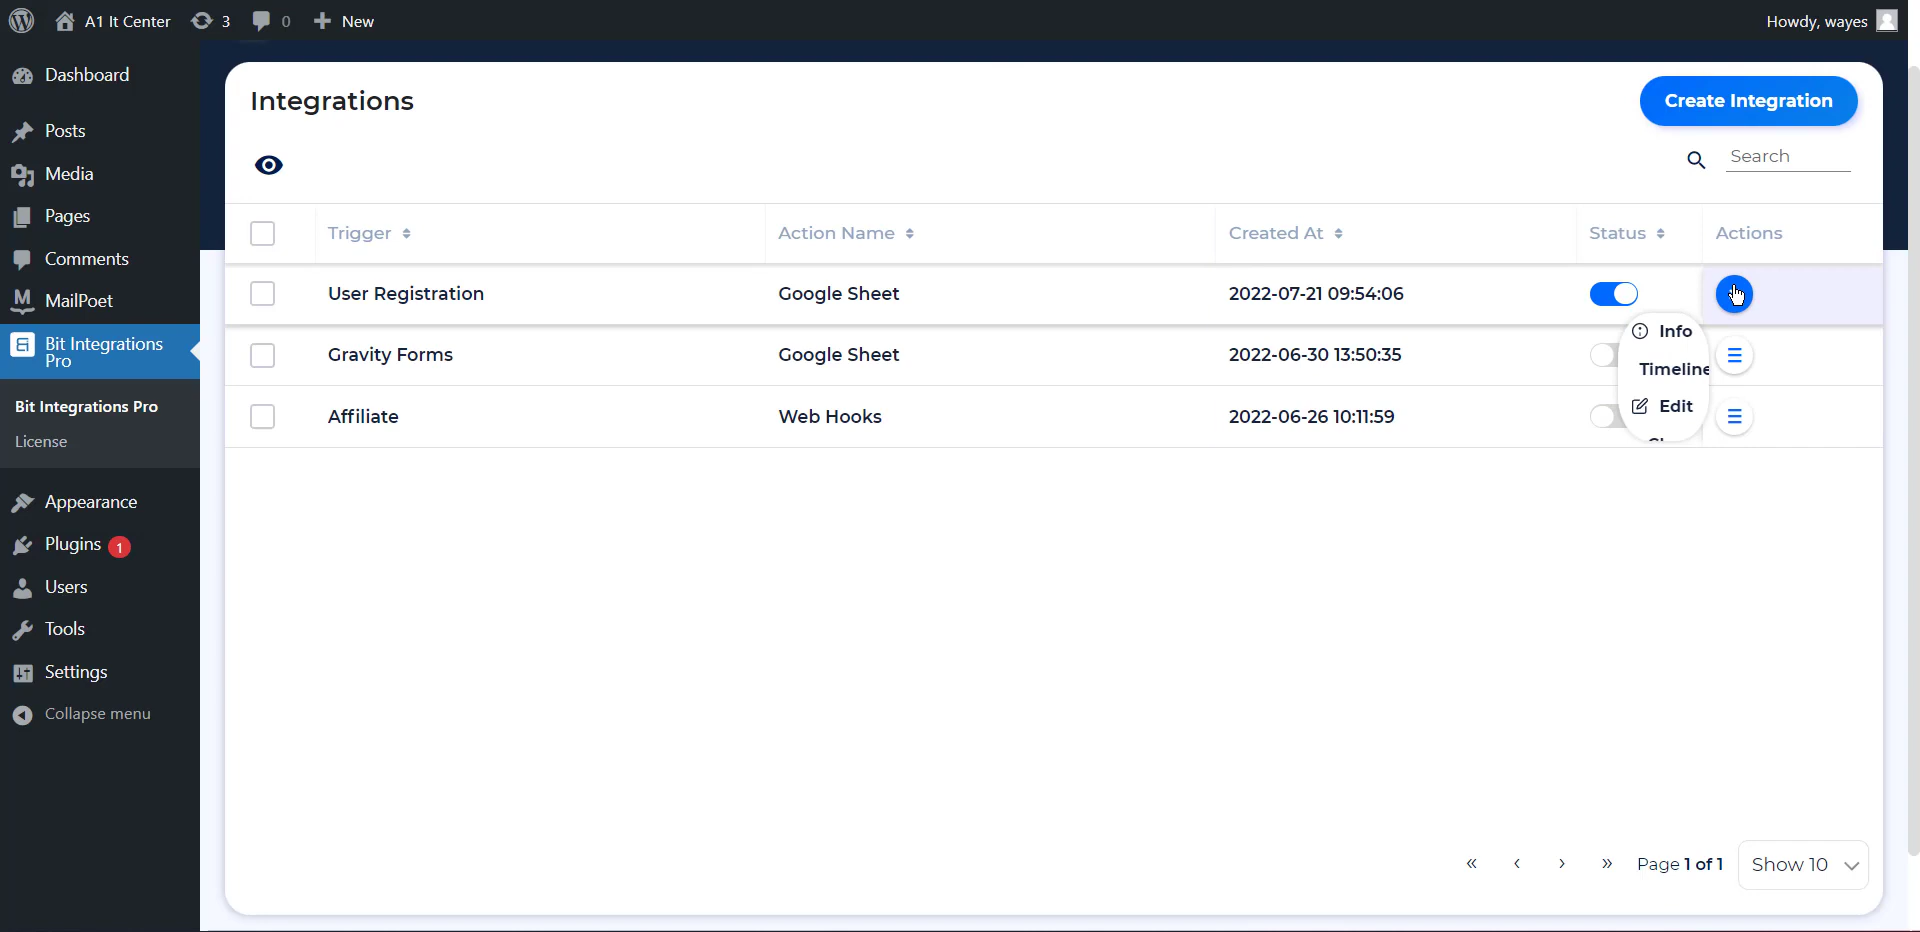 A1 It Center 3 0 New Howdy, wayes
Dashboard
Posts
Media
Pages
Comments
MailPoet
Bit Integrations
Pro
Bit Integrations Pro
License
Appearance
Plugins 1
Users
Tools
Settings
Collapse menu
Integrations
Create Integration
Search
Trigger Action Name Created At Status Actions
User Registration Google Sheet 2022-07-21 09:54:06
Gravity Forms Google Sheet 2022-06-30 13:50:35
Affiliate Web Hooks 2022-06-26 10:11:59
Info
Timeline
Edit
« ‹ › » Page 1 of 1 Show 10